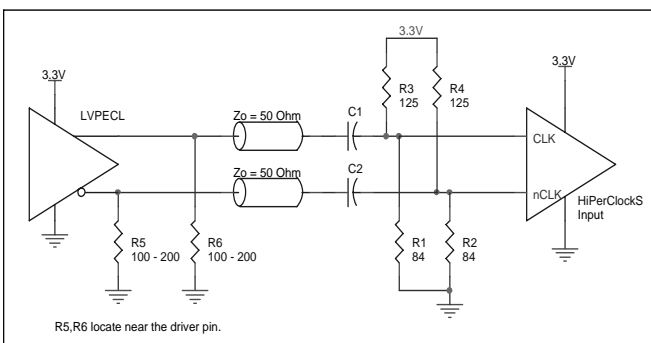 3.3V
R3
125
R4
125
3.3V
3.3V
LVPECL
Zo = 50 Ohm
C1
CLK
Zo = 50 Ohm
C2
nCLK
HiPerClockS
Input
R5
100 - 200
R6
100 - 200
R1
84
R2
84
R5,R6 locate near the driver pin.